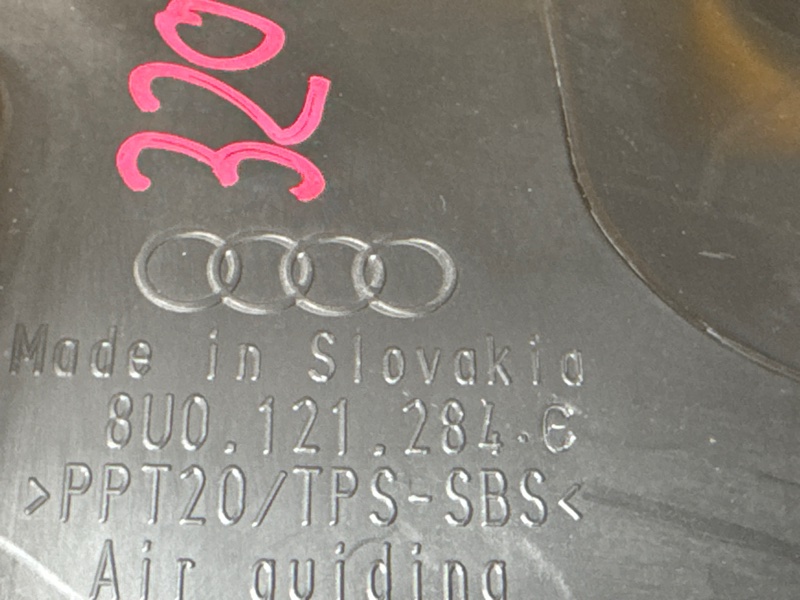 320
Made in Slovakia
8U0.121.284.C
>PPT20/TPS-SBS<
Air guiding